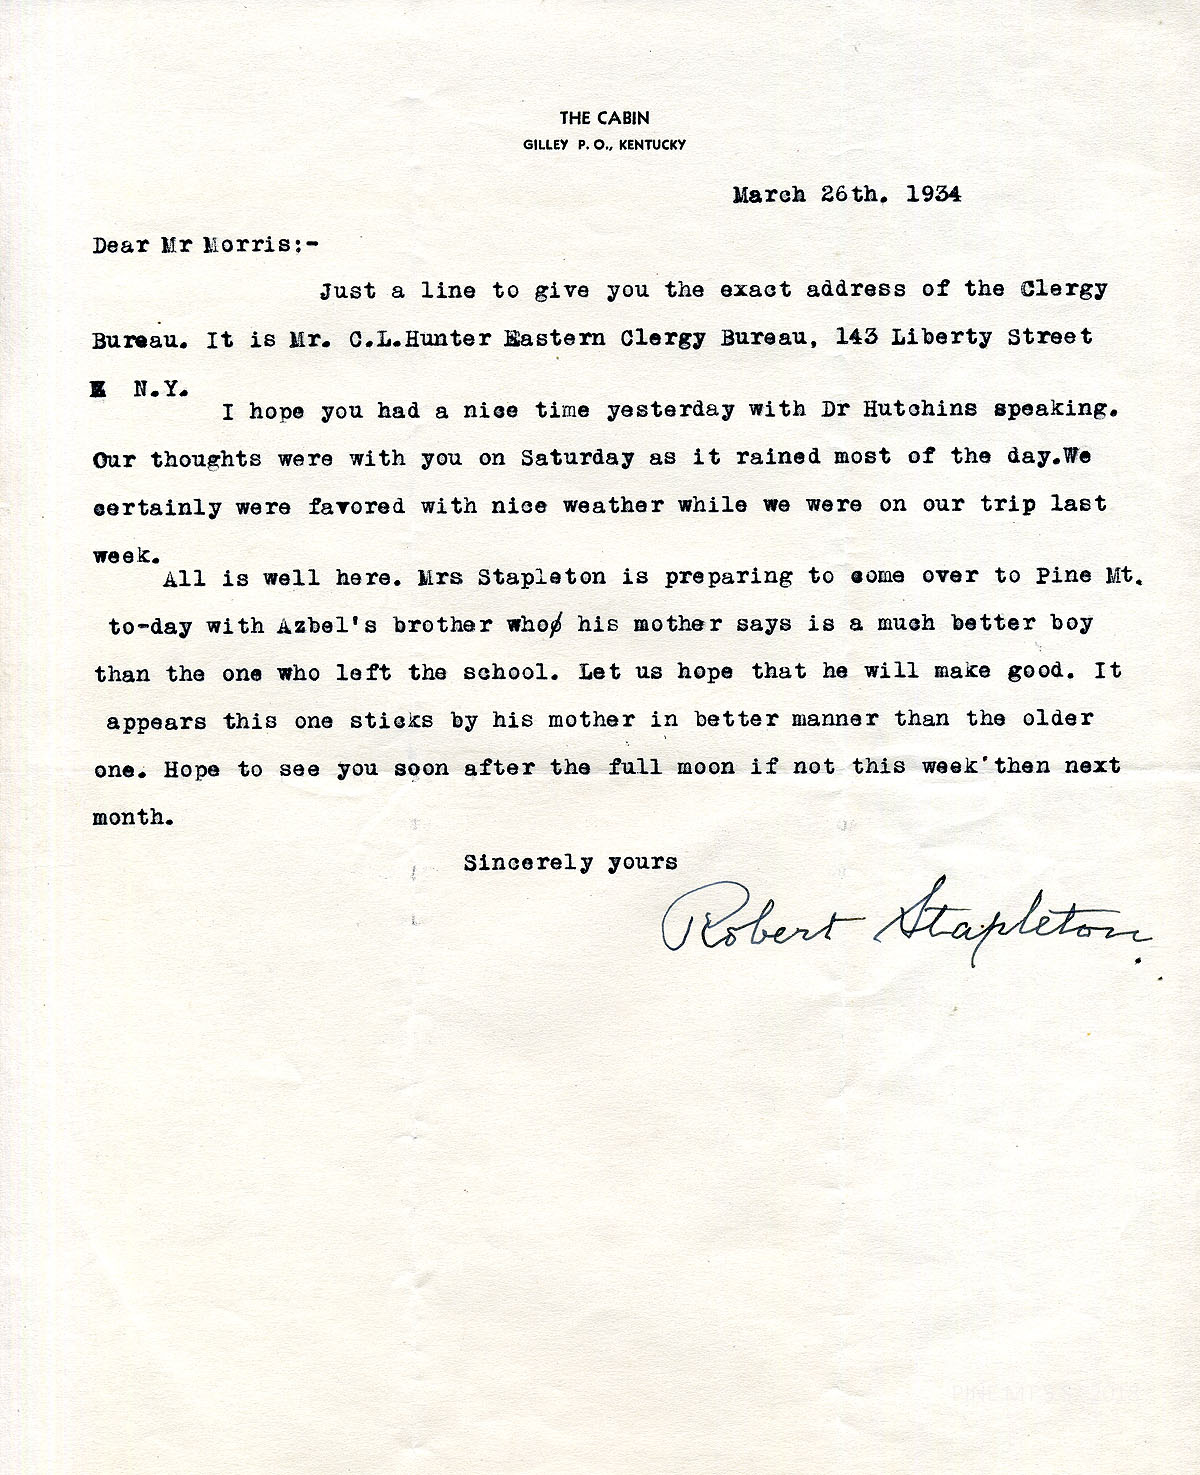 THE CABIN
GILLEY P. O., KENTUCKY
March 26th. 1934
Dear Mr Morris:-
Just a line to give you the exact address of the Clergy
Bureau. It is Mr. C.L.Hunter Eastern Clergy Bureau, 143 Liberty Street
N.Y.
I hope you had a nice time yesterday with Dr Hutchins speaking.
Our thoughts were with you on Saturday as it rained most of the day.We
certainly were favored with nice weather while we were on our trip last
week.
All is well here. Mrs Stapleton is preparing to come over to Pine Mt.
to-day with Azbel's brother who his mother says is a much better boy
than the one who left the school. Let us hope that he will make good. It
appears this one sticks by his mother in better manner than the older
one. Hope to see you soon after the full moon if not this week'then next
month.
Sincerely yours
Robert Stapleton